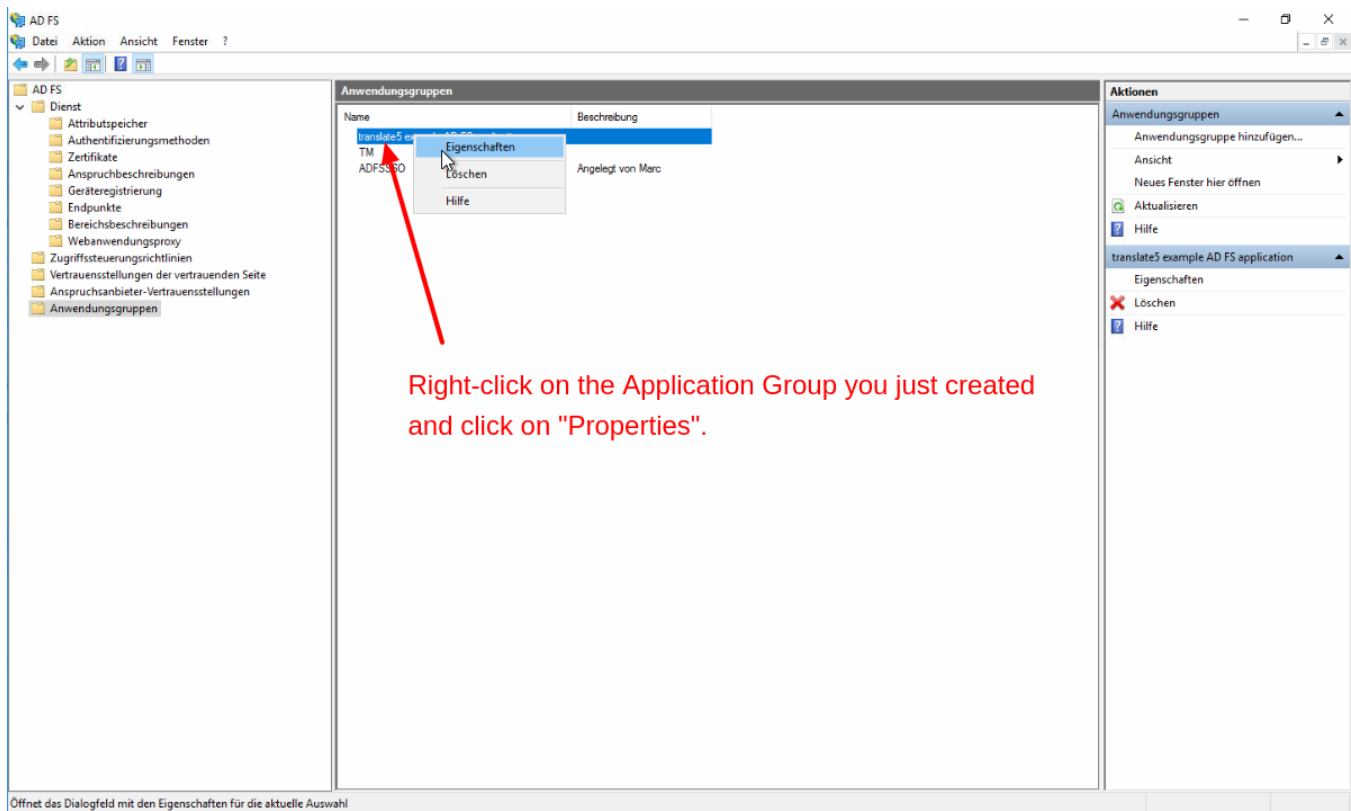 AD FS
Datei Aktion Ansicht Fenster ?
AD FS
Dienst
Attributspeicher
Authentifizierungsmethoden
Zertifikate
Anspruchbeschreibungen
Geräteregistrierung
Endpunkte
Bereichsbeschreibungen
Webanwendungsproxy
Zugriffssteuerungsrichtlinien
Vertrauensstellungen der vertrauenden Seite
Anspruchsanbieter-Vertrauensstellungen
Anwendungsgruppen
Anwendungsgruppen
Name Beschreibung
translate5
TM
ADFSSSO Angelegt von Marc
Eigenschaften
Löschen
Hilfe
Right-click on the Application Group you just created
and click on "Properties".
Aktionen
Anwendungsgruppen
Anwendungsgruppe hinzufügen...
Ansicht
Neues Fenster hier öffnen
Aktualisieren
Hilfe
translate5 example AD FS application
Eigenschaften
Löschen
Hilfe
Öffnet das Dialogfeld mit den Eigenschaften für die aktuelle Auswahl